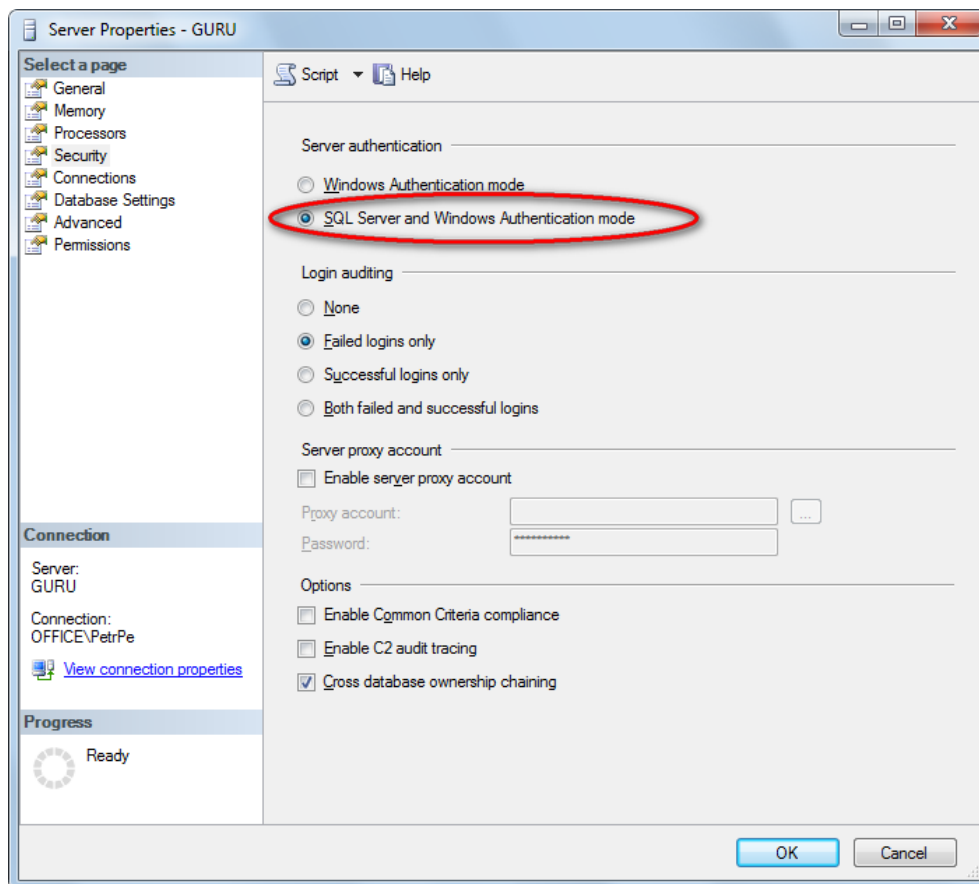 Server Properties - GURU
Select a page
General
Memory
Processors
Security
Connections
Database Settings
Advanced
Permissions
Script
Help
Server authentication
Windows Authentication mode
SQL Server and Windows Authentication mode
Login auditing
None
Failed logins only
Successful logins only
Both failed and successful logins
Server proxy account
Enable server proxy account
Proxy account:
...
Password:
**********
Options
Enable Common Criteria compliance
Enable C2 audit tracing
Cross database ownership chaining
Connection
Server:
GURU
Connection:
OFFICE\PetrPe
View connection properties
Progress
Ready
OK
Cancel